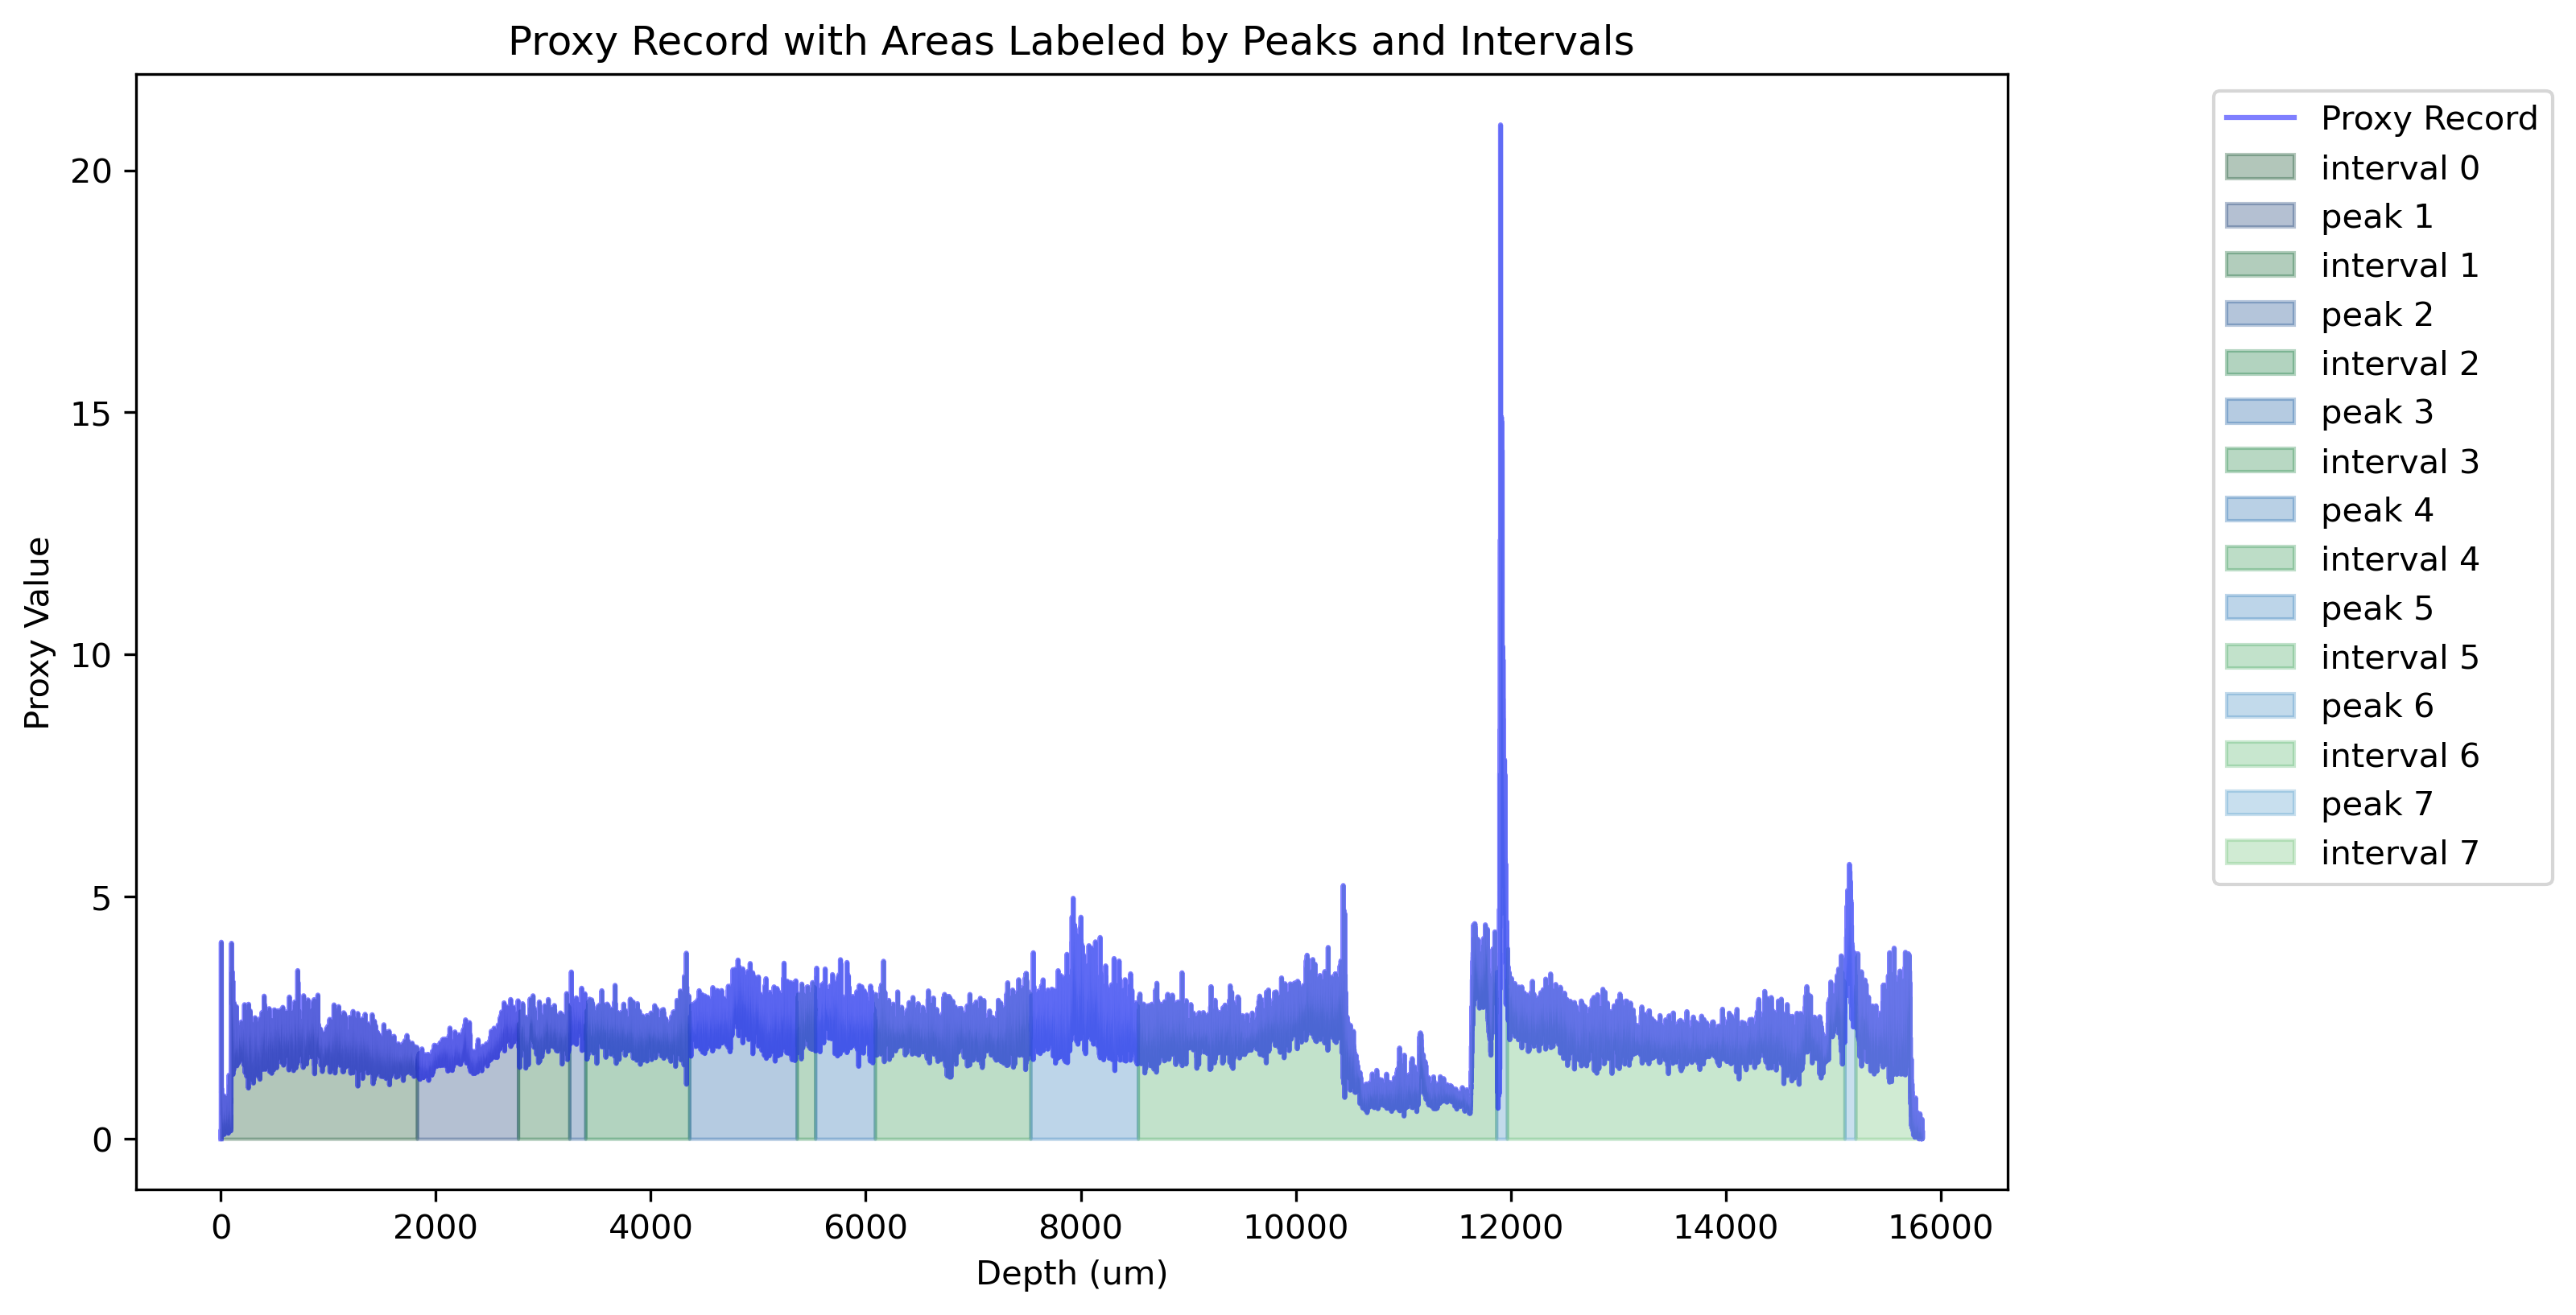 Proxy Record with Areas Labeled by Peaks and Intervals
Proxy Value
20
15
10
5
0
0 2000 4000 6000 8000 10000 12000 14000 16000
Depth (um)
Proxy Record
interval 0
peak 1
interval 1
peak 2
interval 2
peak 3
interval 3
peak 4
interval 4
peak 5
interval 5
peak 6
interval 6
peak 7
interval 7